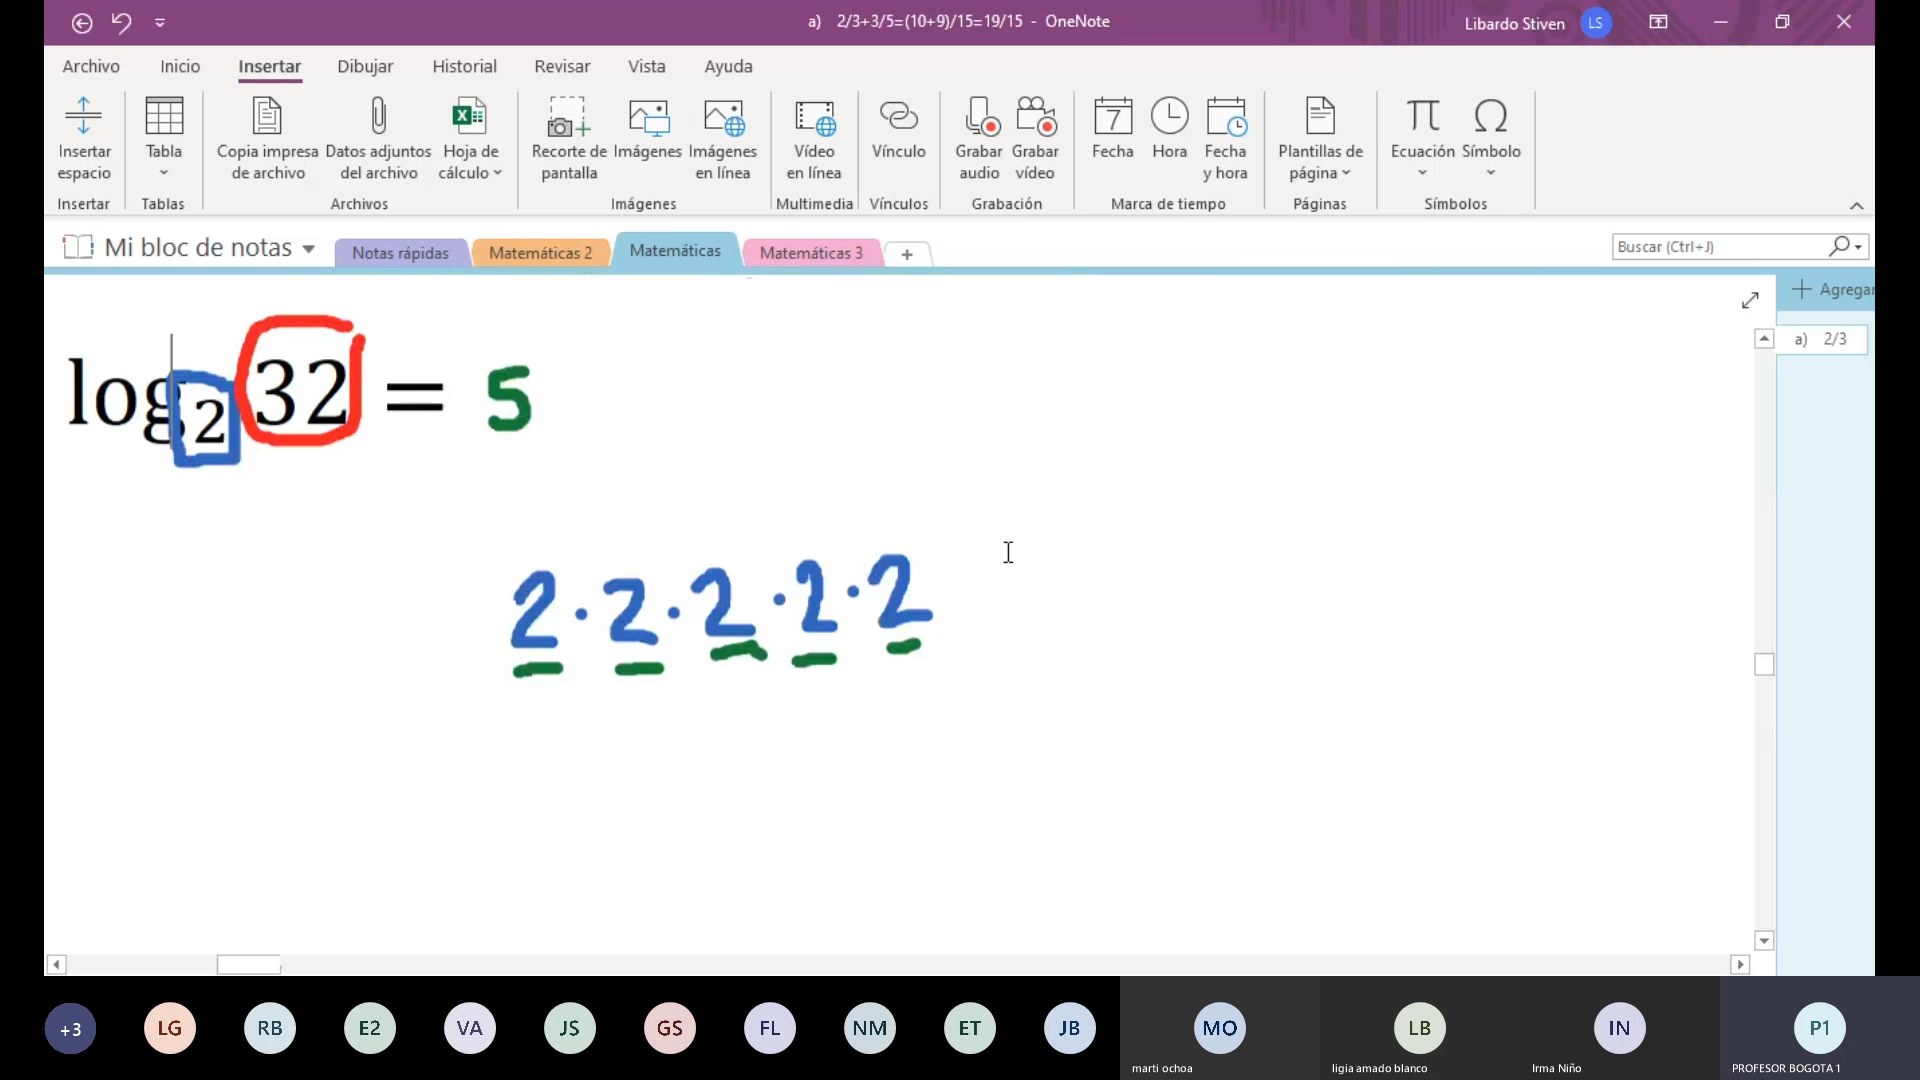 a) 2/3+3/5=(10+9)/15=19/15 - OneNote
Libardo Stiven LS
Archivo Inicio Insertar Dibujar Historial Revisar Vista Ayuda
Insertar espacio
Tabla
Copia impresa de archivo
Datos adjuntos del archivo
Hoja de cálculo
Recorte de pantalla
Imágenes
Imágenes en línea
Vídeo en línea
Vínculo
Grabar audio
Grabar vídeo
7
Fecha
Hora
Fecha y hora
Plantillas de página
π
Ecuación
Ω
Símbolo
Insertar Tablas Archivos Imágenes Multimedia Vínculos Grabación Marca de tiempo Páginas Símbolos
Mi bloc de notas Notas rápidas Matemáticas 2 Matemáticas Matemáticas 3 + Buscar (Ctrl+J)
Agregar
a) 2/3
log₂ 32 = 5
2 · 2 · 2 · 2 · 2
+3 LG RB E2 VA JS GS FL NM ET JB MO LB IN P1
marti ochoa ligia amado blanco Irma Niño PROFESOR BOGOTA 1